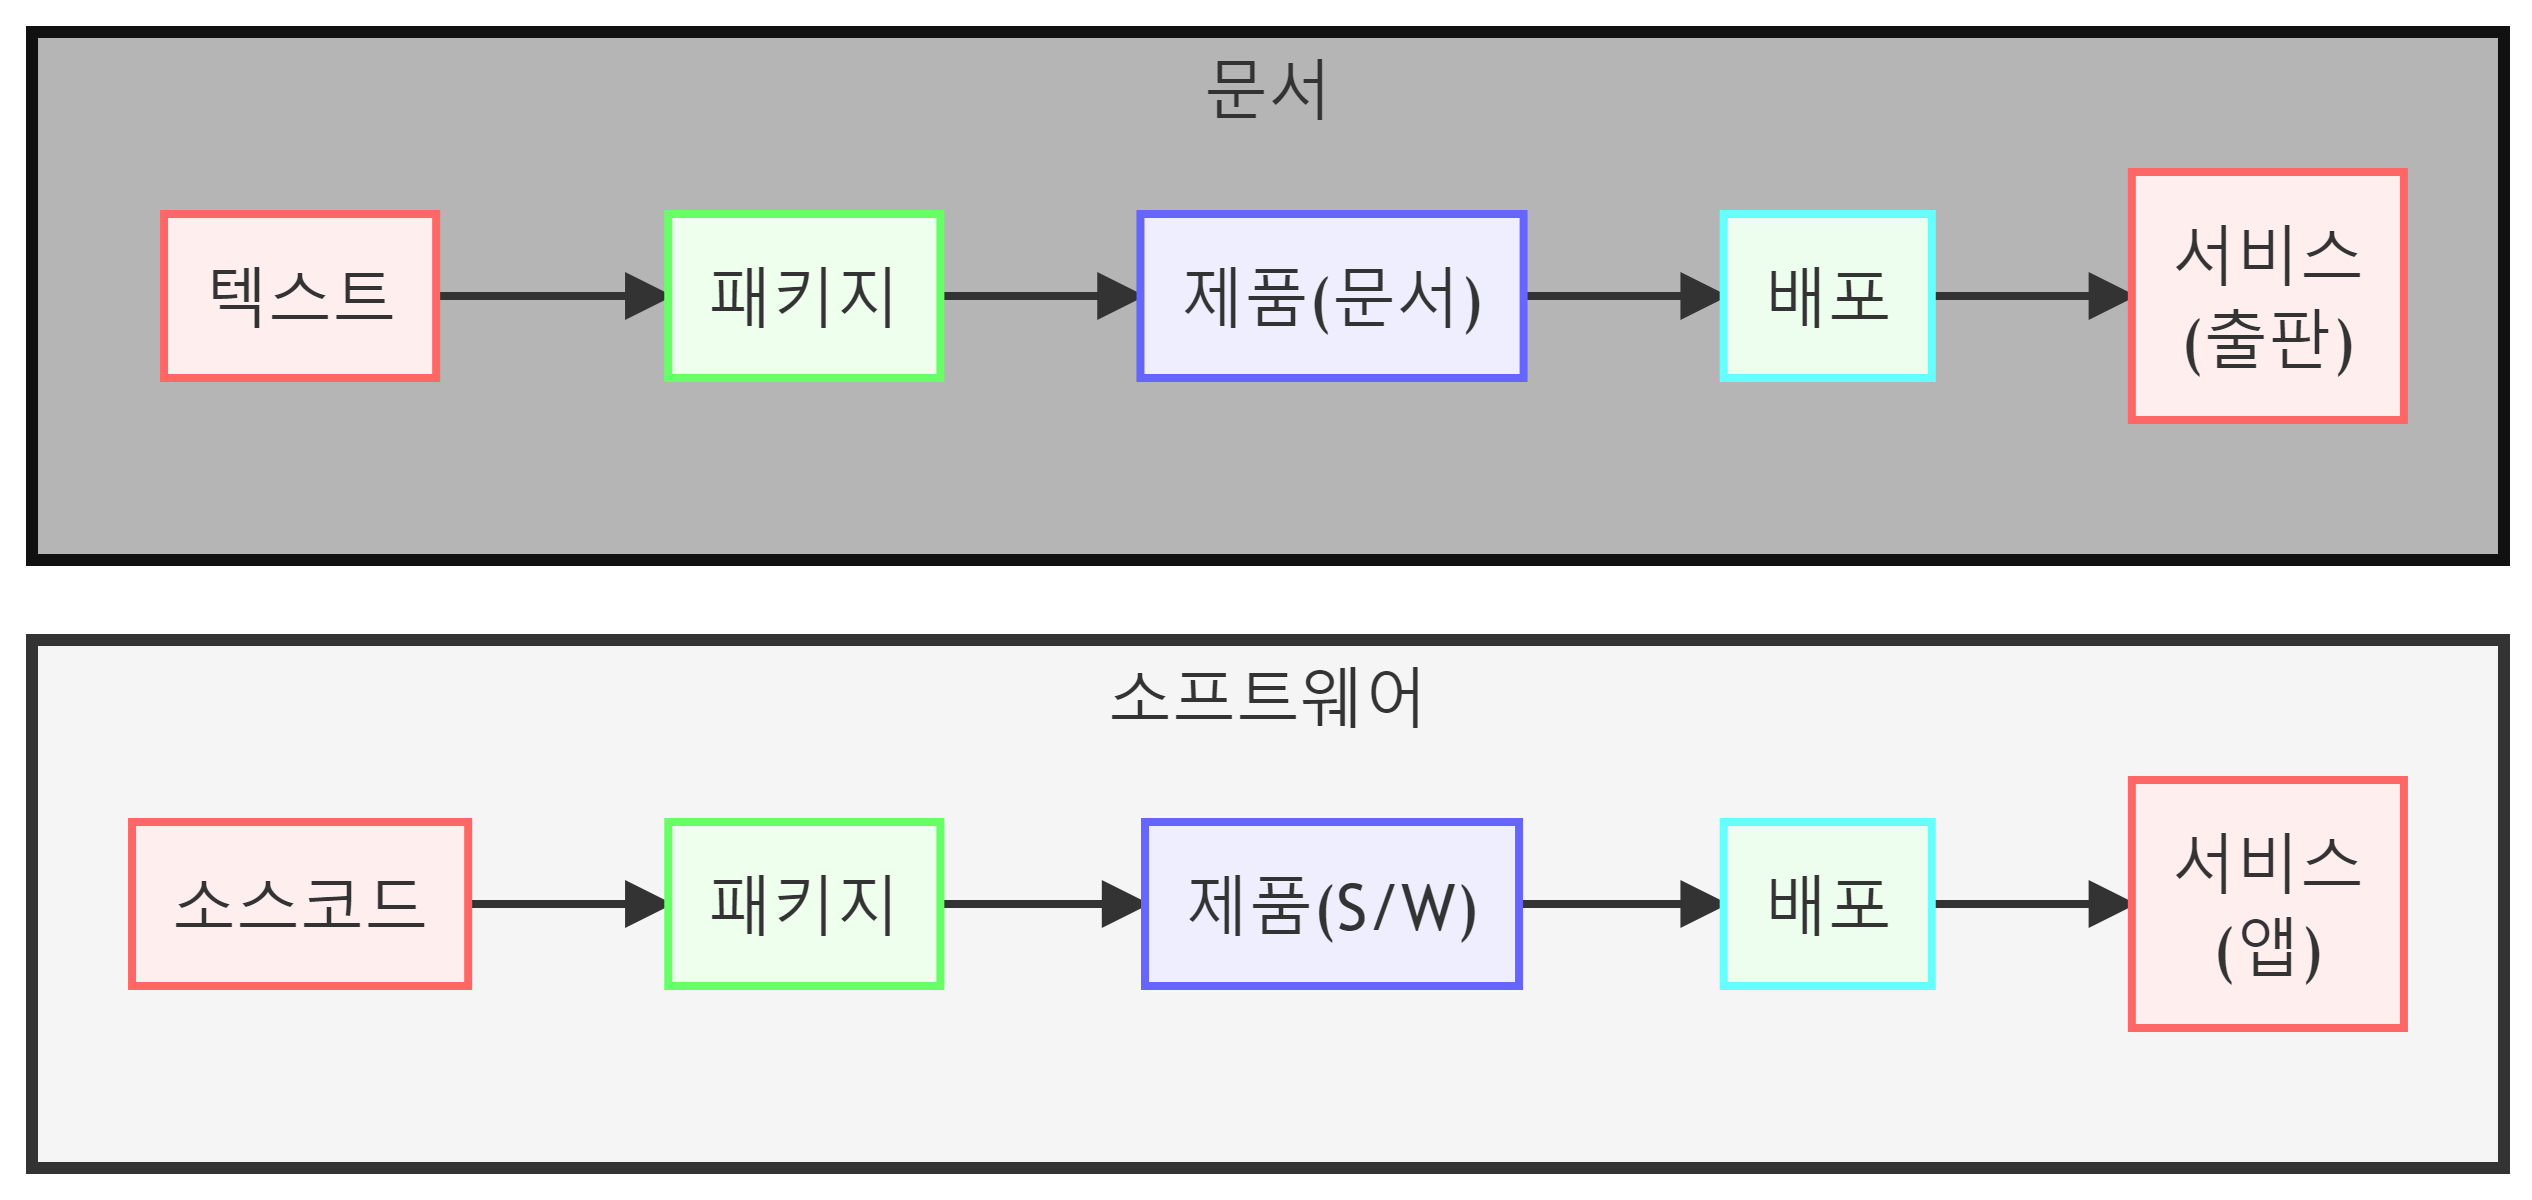 문서
텍스트
패키지
제품(문서)
배포
서비스
(출판)
소프트웨어
소스코드
패키지
제품(S/W)
배포
서비스
(앱)